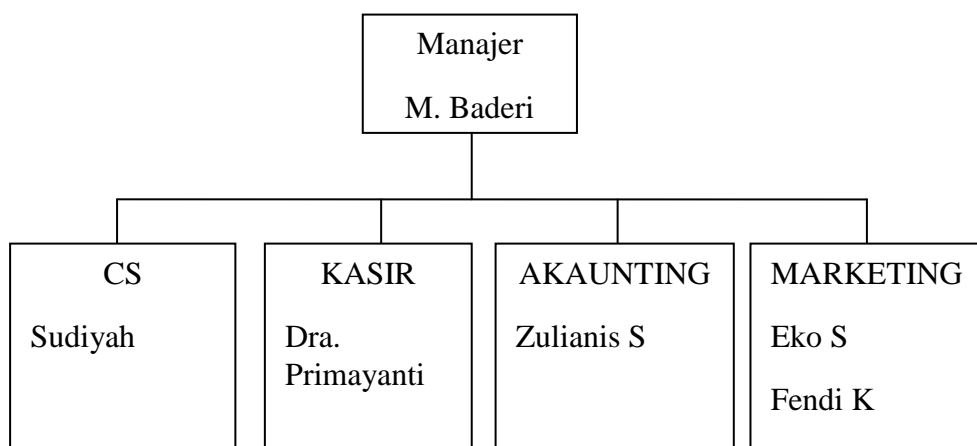 Manajer
M. Baderi
CS
Sudiyah
KASIR
Dra.
Primayanti
AKAUNTING
Zulianis S
MARKETING
Eko S
Fendi K